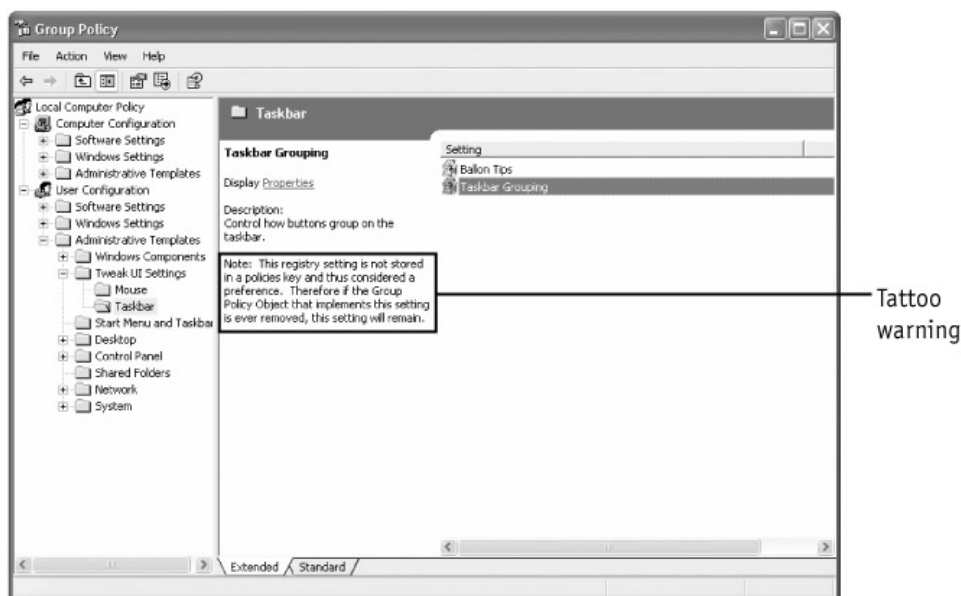 Group Policy
File Action View Help
Local Computer Policy
Computer Configuration
Software Settings
Windows Settings
Administrative Templates
User Configuration
Software Settings
Windows Settings
Administrative Templates
Windows Components
Tweak UI Settings
Mouse
Taskbar
Start Menu and Taskbar
Desktop
Control Panel
Shared Folders
Network
System
Taskbar
Taskbar Grouping
Display Properties
Description:
Control how buttons group on the
taskbar.
Note: This registry setting is not stored
in a policies key and thus considered a
preference. Therefore if the Group
Policy Object that implements this setting
is ever removed, this setting will remain.
Setting
Ballon Tips
Taskbar Grouping
Extended Standard
Tattoo
warning